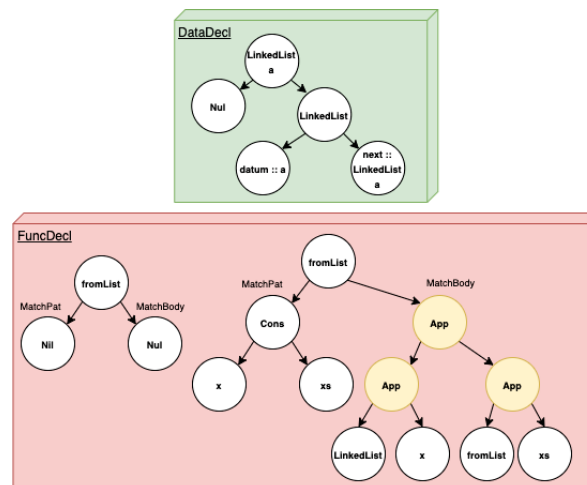 DataDecl
LinkedList
a
Nul
LinkedList
datum :: a
next ::
LinkedList
a
FuncDecl
fromList
MatchPat
MatchBody
Nil
Nul
fromList
MatchPat
MatchBody
Cons
App
x
xs
App
App
LinkedList
x
fromList
xs